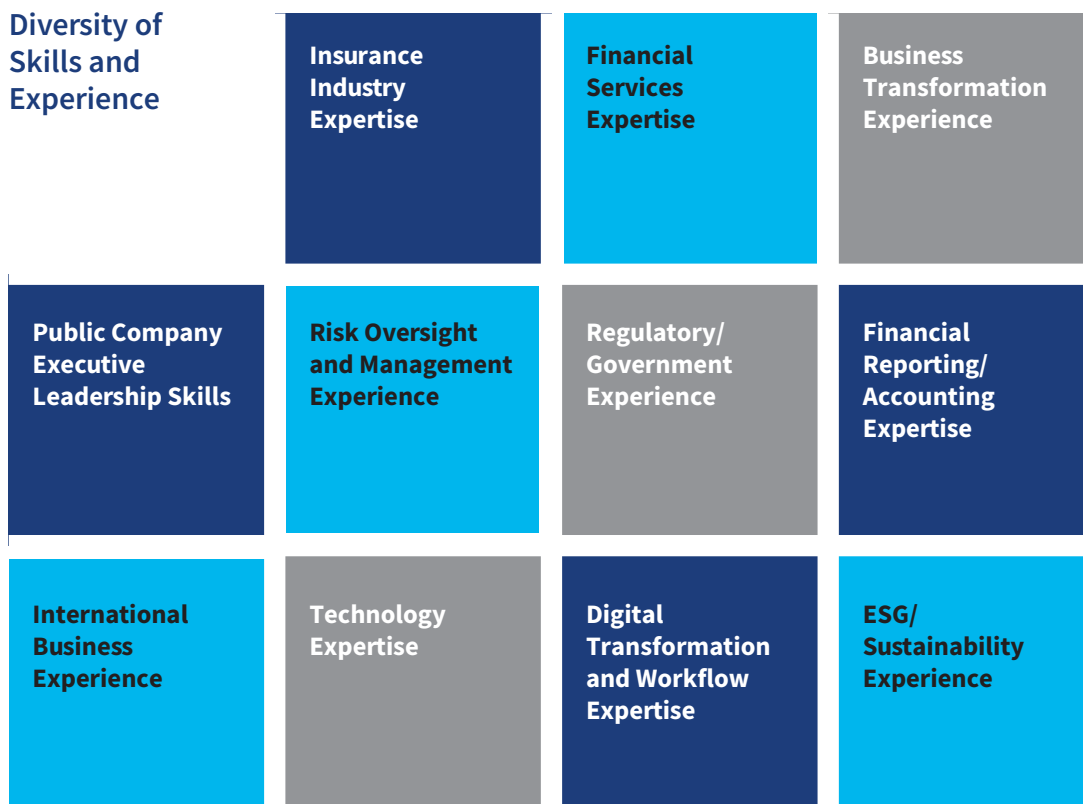 Diversity of
Skills and
Experience
Insurance
Industry
Expertise
Financial
Services
Expertise
Business
Transformation
Experience
Public Company
Executive
Leadership Skills
Risk Oversight
and Management
Experience
Regulatory/
Government
Experience
Financial
Reporting/
Accounting
Expertise
International
Business
Experience
Technology
Expertise
Digital
Transformation
and Workflow
Expertise
ESG/
Sustainability
Experience